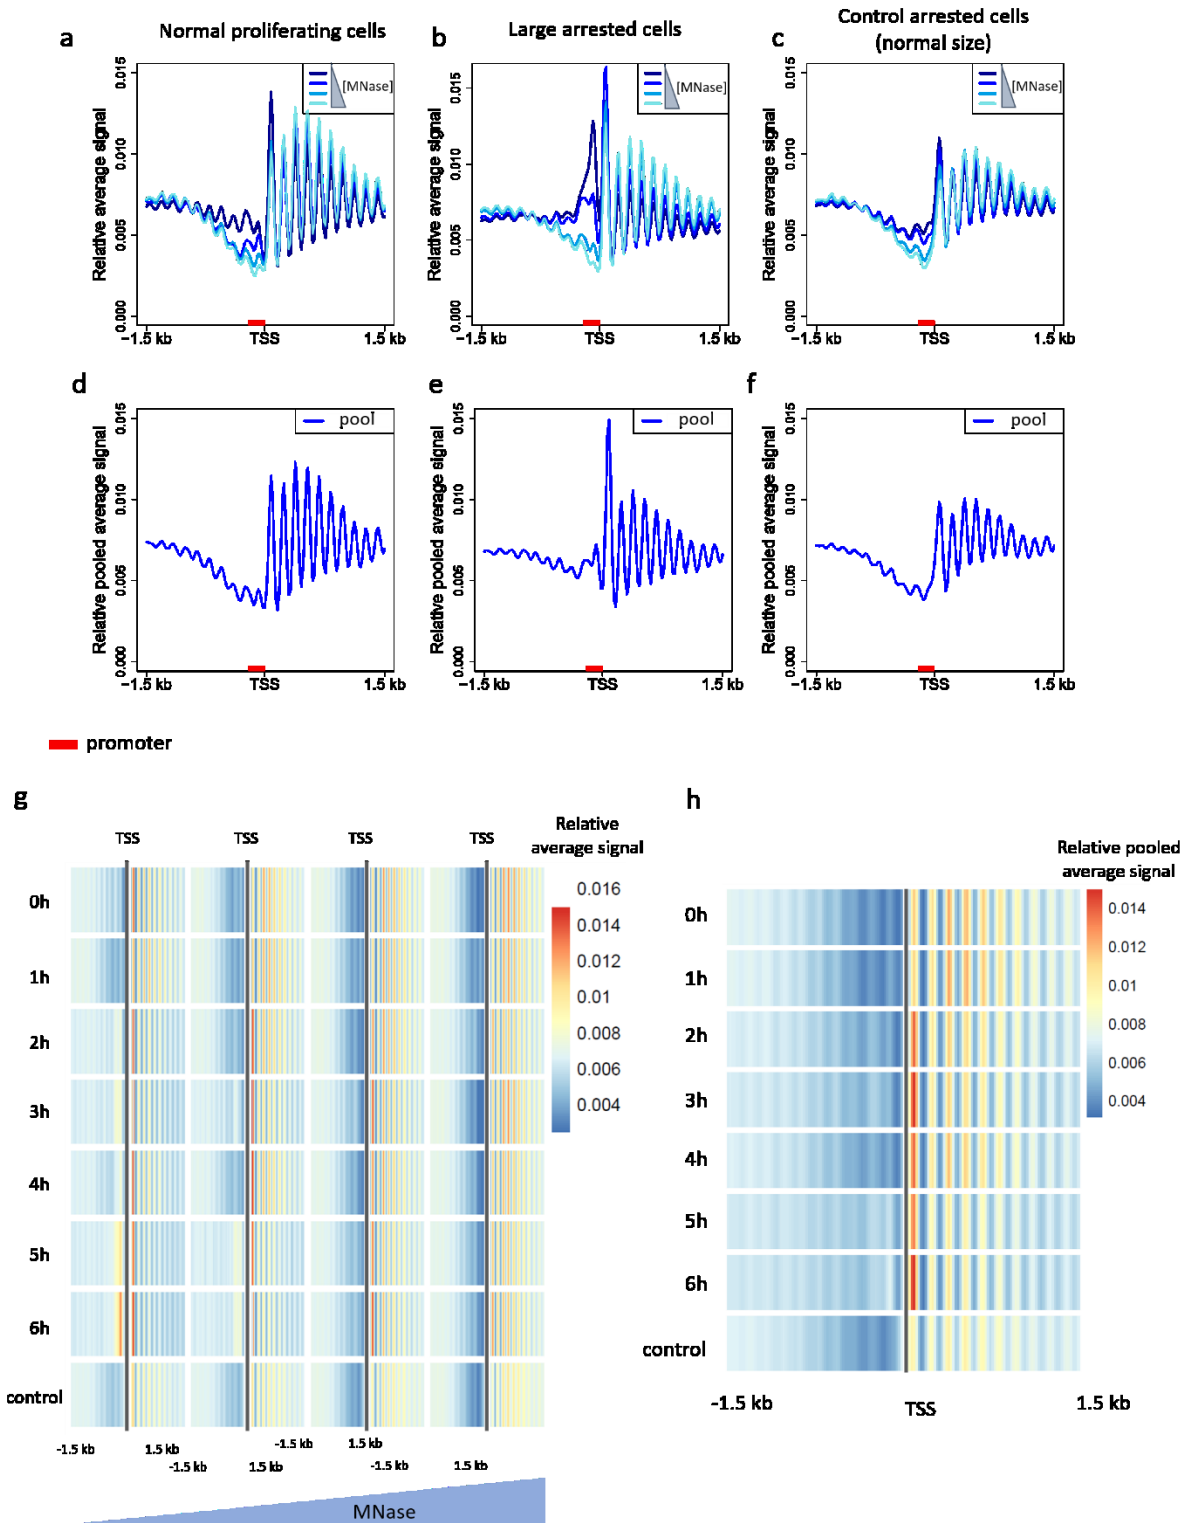 a
Normal proliferating cells
b
Large arrested cells
c
Control arrested cells
(normal size)
Relative average signal
0.000
0.005
0.010
0.015
[MNase]
−1.5 kb
TSS
1.5 kb
Relative average signal
0.000
0.005
0.010
0.015
[MNase]
−1.5 kb
TSS
1.5 kb
Relative average signal
0.000
0.005
0.010
0.015
[MNase]
−1.5 kb
TSS
1.5 kb
d
Relative pooled average signal
0.000
0.005
0.010
0.015
pool
−1.5 kb
TSS
1.5 kb
e
Relative pooled average signal
0.000
0.005
0.010
0.015
pool
−1.5 kb
TSS
1.5 kb
f
Relative pooled average signal
0.000
0.005
0.010
0.015
pool
−1.5 kb
TSS
1.5 kb
promoter
g
TSS
TSS
TSS
TSS
Relative
average signal
0.016
0.014
0.012
0.01
0.008
0.006
0.004
0h
1h
2h
3h
4h
5h
6h
control
-1.5 kb
1.5 kb
-1.5 kb
1.5 kb
-1.5 kb
1.5 kb
-1.5 kb
1.5 kb
MNase
h
Relative pooled
average signal
0.014
0.012
0.01
0.008
0.006
0.004
0h
1h
2h
3h
4h
5h
6h
control
-1.5 kb
TSS
1.5 kb